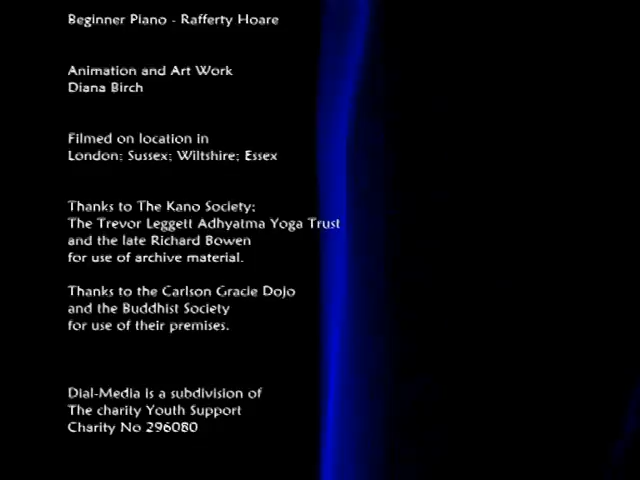 Beginner Piano - Rafferty Hoare
Animation and Art Work
Diana Birch
Filmed on location in
London; Sussex; Wiltshire; Essex
Thanks to The Kano Society;
The Trevor Leggett Adhyatma Yoga Trust
and the late Richard Bowen
for use of archive material.
Thanks to the Carlson Gracie DoJo
and the Buddhist Society
for use of their premises.
Dial-Media is a subdivision of
The charity Youth Support
Charity No 296080